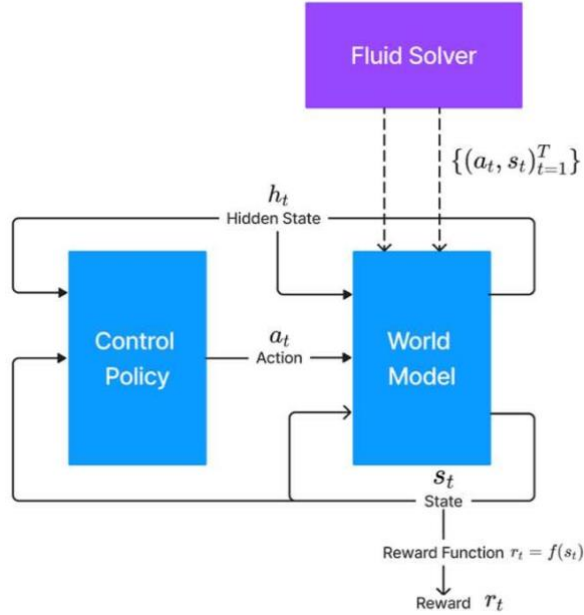 Fluid Solver
$\{(a_t, s_t)_{t=1}^{T}\}$
$h_t$
Hidden State
Control
Policy
$a_t$
Action
World
Model
$s_t$
State
Reward Function $r_t = f(s_t)$
Reward $r_t$